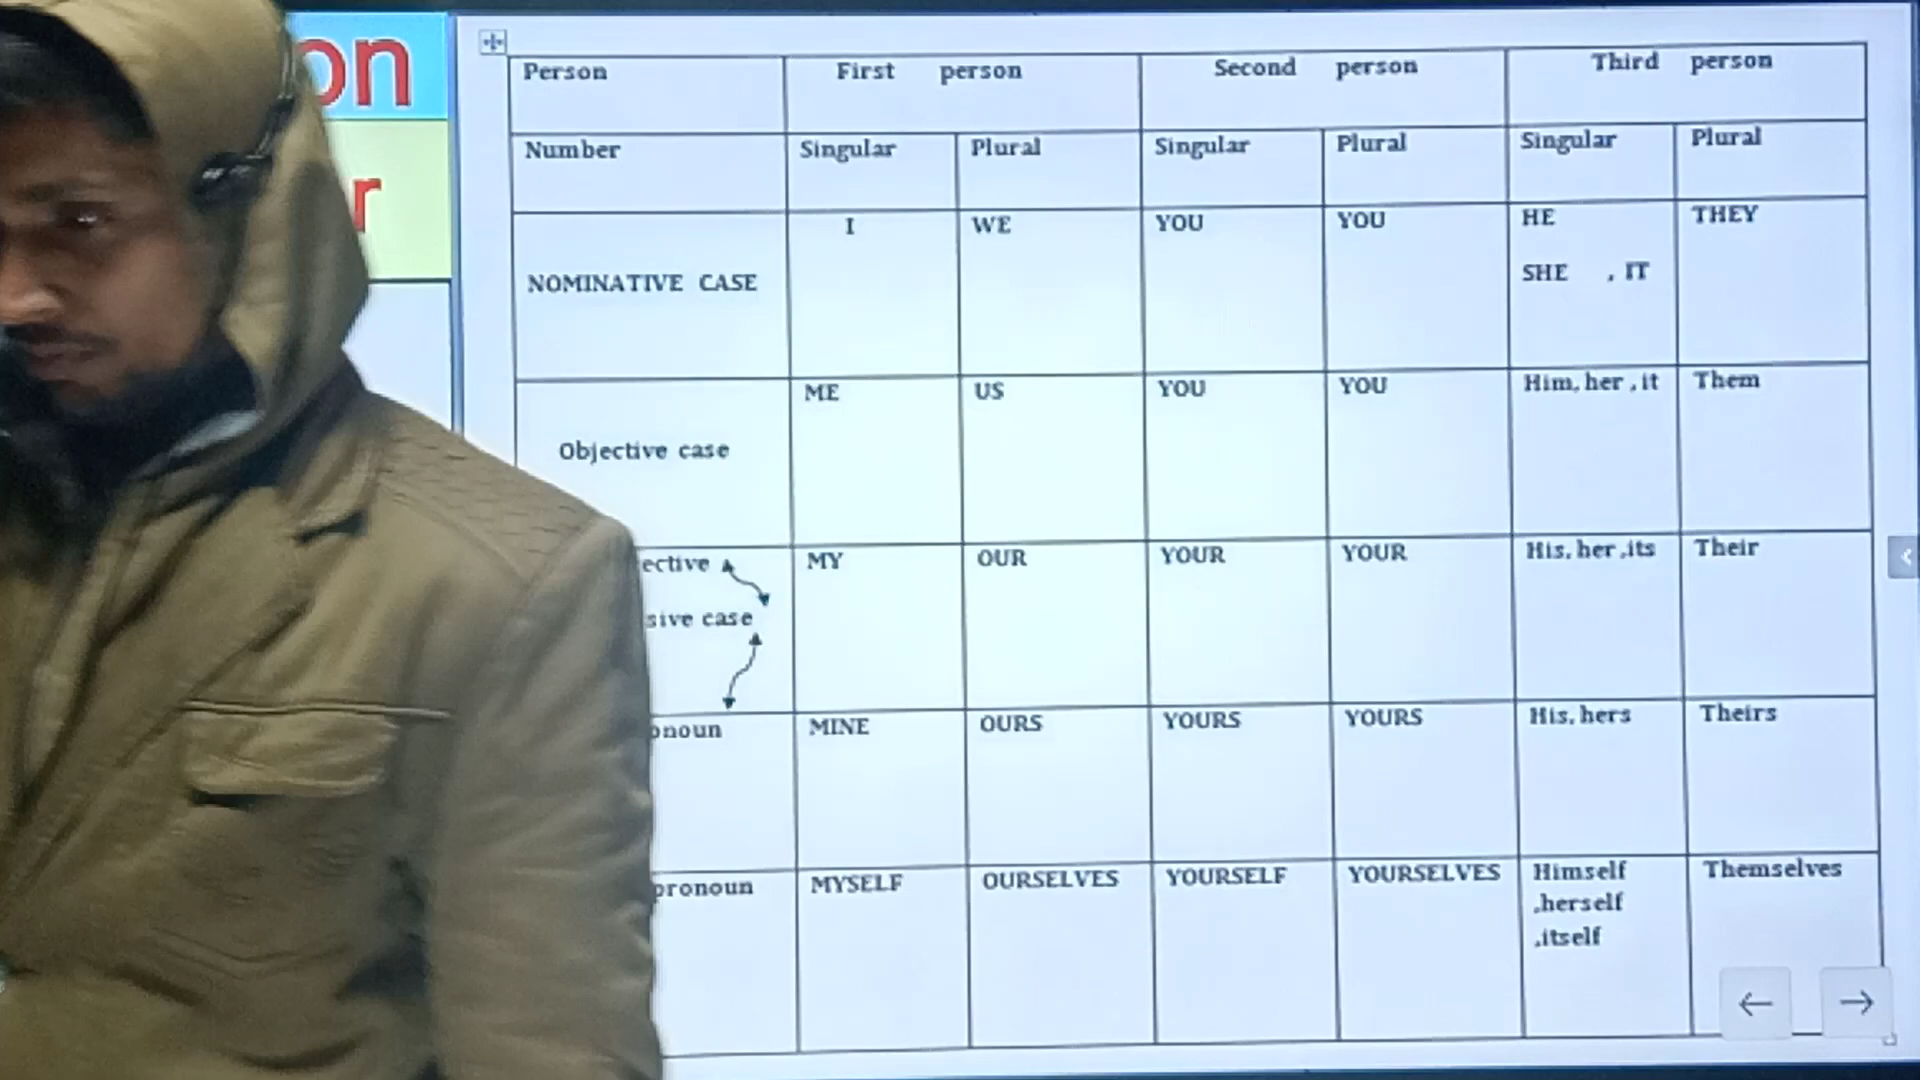 on
r
Person First person Second person Third person
Number Singular Plural Singular Plural Singular Plural
NOMINATIVE CASE I WE YOU YOU HE THEY
SHE , IT
Objective case ME US YOU YOU Him, her , it Them
ective MY OUR YOUR YOUR His, her ,its Their
sive case
onoun MINE OURS YOURS YOURS His, hers Theirs
pronoun MYSELF OURSELVES YOURSELF YOURSELVES Himself Themselves
,herself
,itself